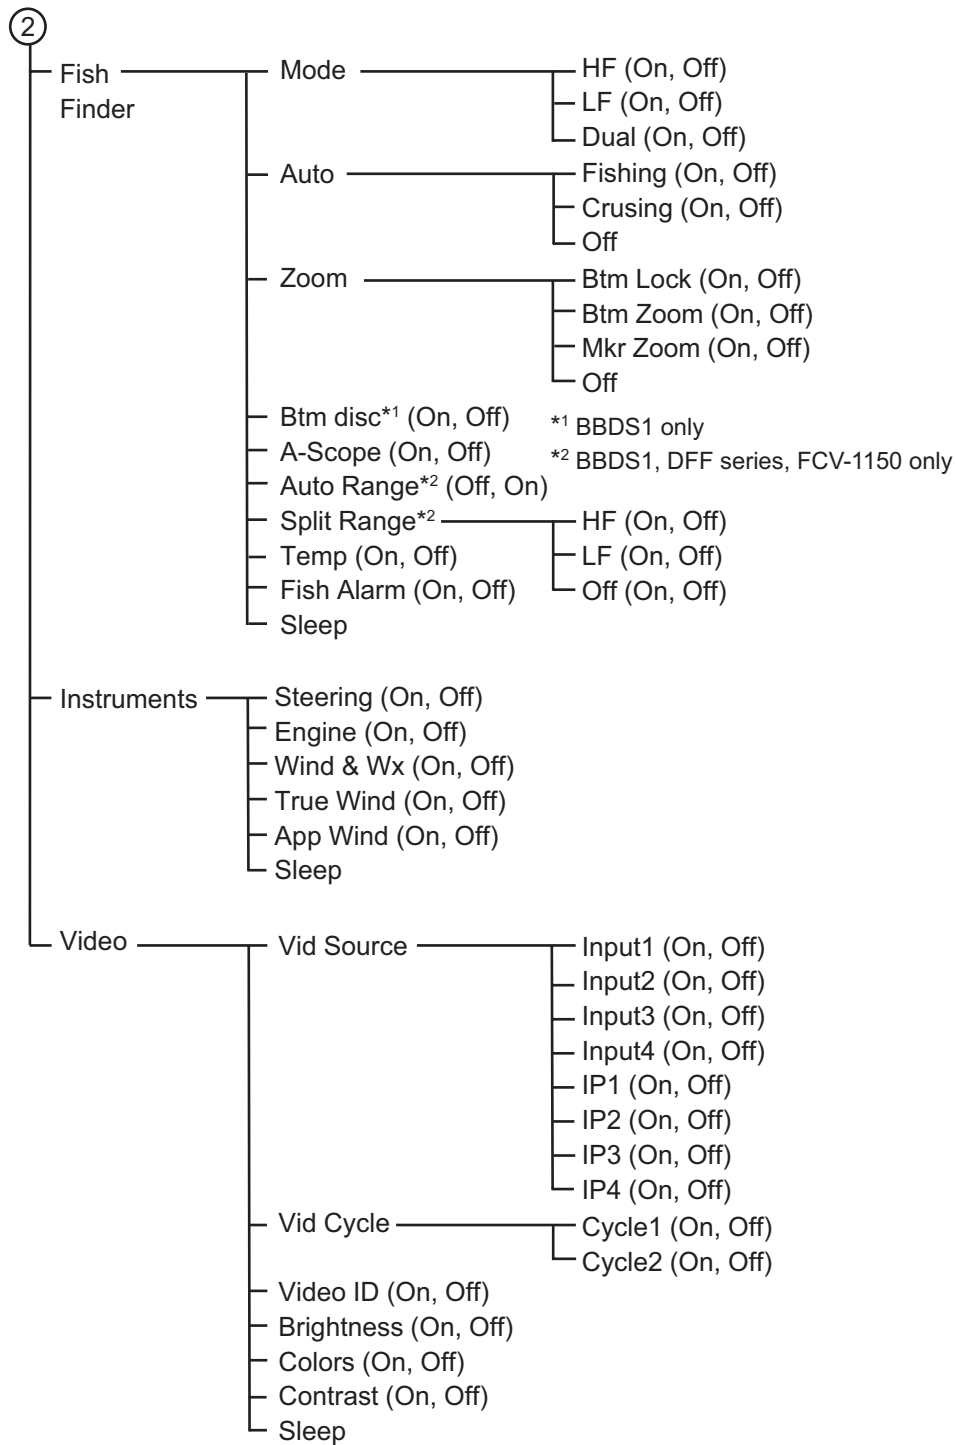 2
Fish
Finder
Mode
HF (On, Off)
LF (On, Off)
Dual (On, Off)
Auto
Fishing (On, Off)
Crusing (On, Off)
Off
Zoom
Btm Lock (On, Off)
Btm Zoom (On, Off)
Mkr Zoom (On, Off)
Off
Btm disc*1 (On, Off)
A-Scope (On, Off)
Auto Range*2 (Off, On)
*1 BBDS1 only
*2 BBDS1, DFF series, FCV-1150 only
Split Range*2
HF (On, Off)
LF (On, Off)
Off (On, Off)
Temp (On, Off)
Fish Alarm (On, Off)
Sleep
Instruments
Steering (On, Off)
Engine (On, Off)
Wind & Wx (On, Off)
True Wind (On, Off)
App Wind (On, Off)
Sleep
Video
Vid Source
Input1 (On, Off)
Input2 (On, Off)
Input3 (On, Off)
Input4 (On, Off)
IP1 (On, Off)
IP2 (On, Off)
IP3 (On, Off)
IP4 (On, Off)
Vid Cycle
Cycle1 (On, Off)
Cycle2 (On, Off)
Video ID (On, Off)
Brightness (On, Off)
Colors (On, Off)
Contrast (On, Off)
Sleep